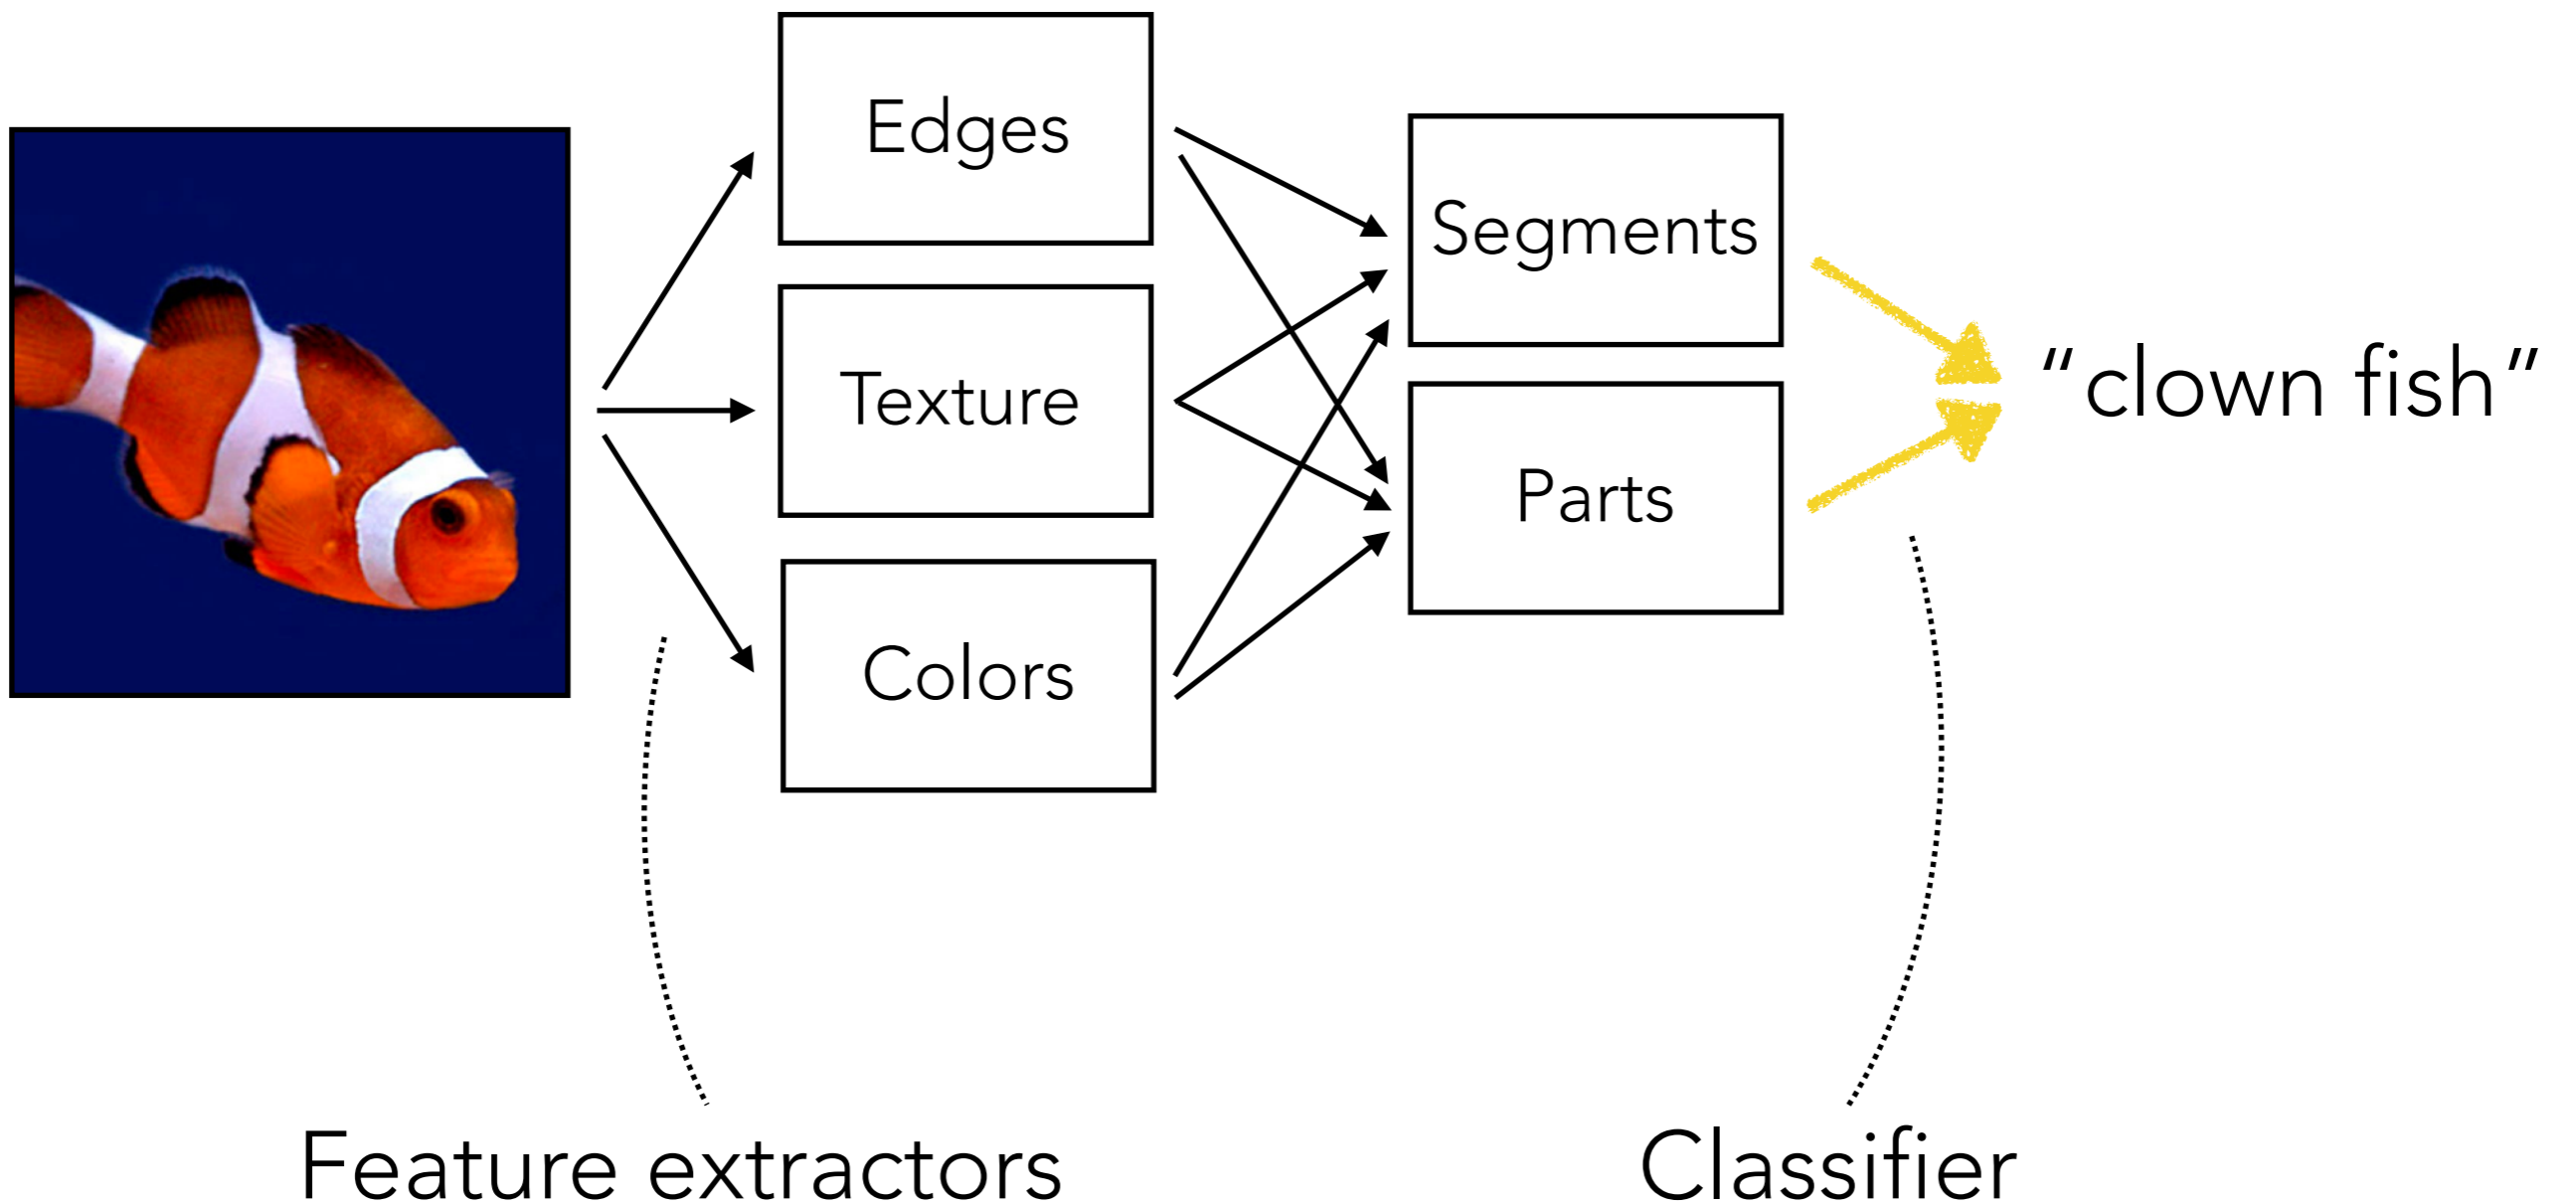 Edges
Texture
Colors
Segments
Parts
“clown fish”
Feature extractors
Classifier